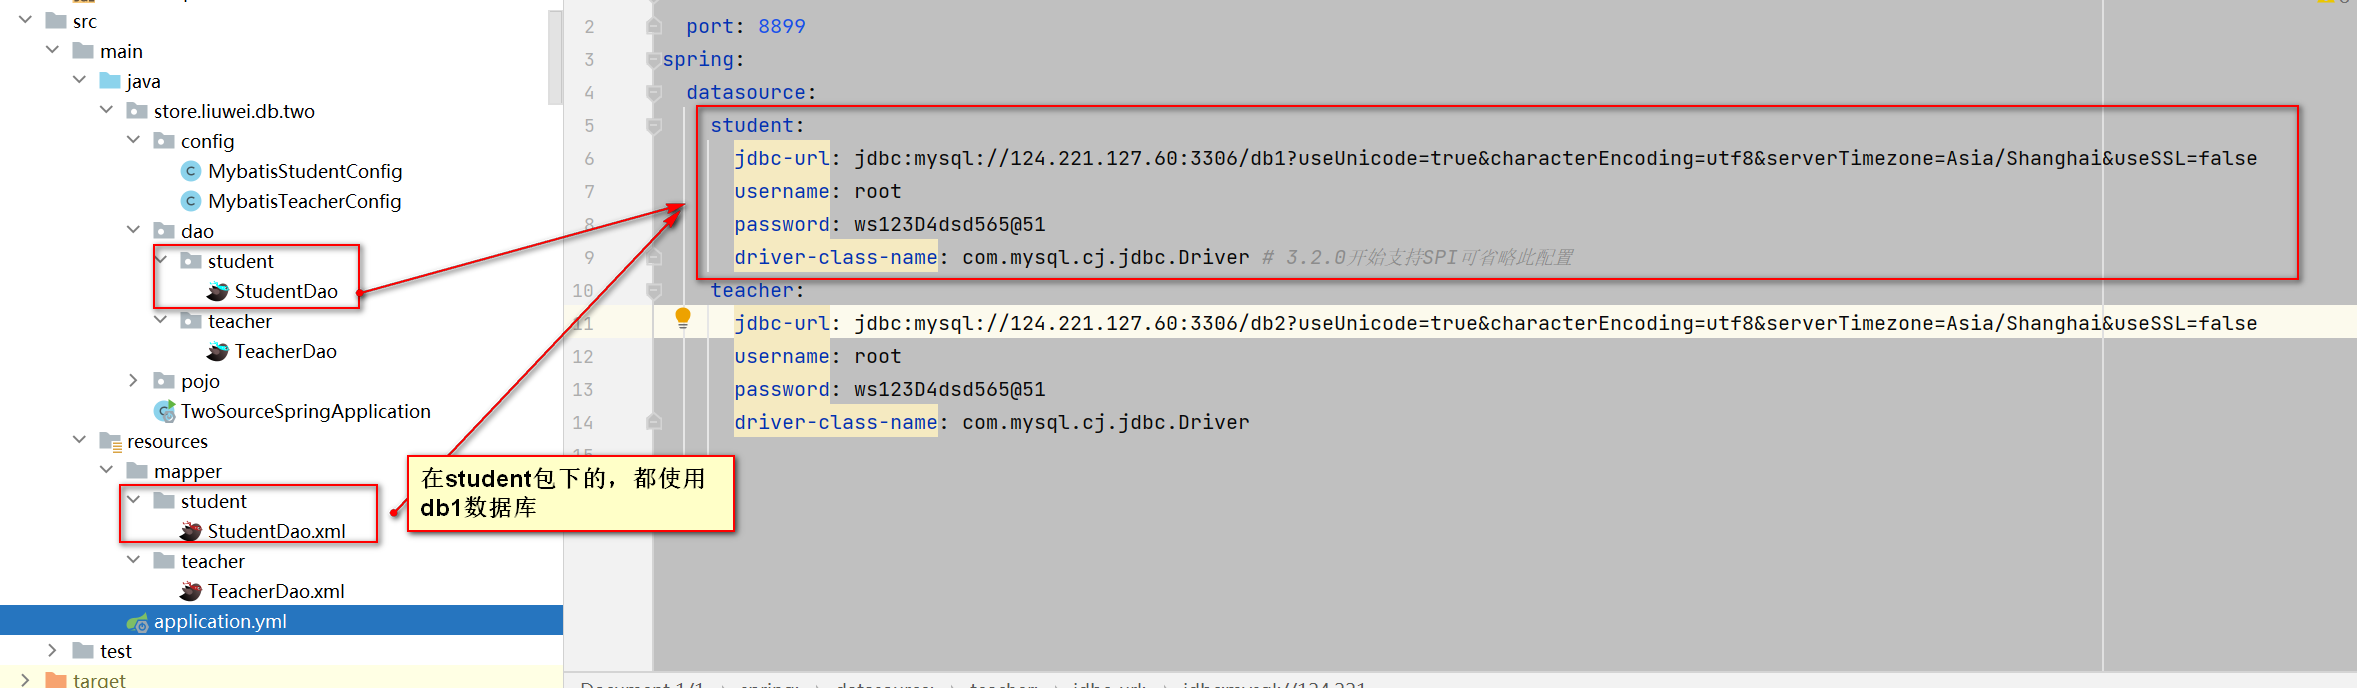 src
main
java
store.liuwei.db.two
config
MybatisStudentConfig
MybatisTeacherConfig
dao
student
StudentDao
teacher
TeacherDao
pojo
TwoSourceSpringApplication
resources
mapper
student
StudentDao.xml
teacher
TeacherDao.xml
application.yml
test
target
在student包下的，都使用
db1数据库
2 port: 8899
3 spring:
4 datasource:
5 student:
6 jdbc-url: jdbc:mysql://124.221.127.60:3306/db1?useUnicode=true&characterEncoding=utf8&serverTimezone=Asia/Shanghai&useSSL=false
7 username: root
8 password: ws123D4dsd565@51
9 driver-class-name: com.mysql.cj.jdbc.Driver # 3.2.0开始支持SPI可省略此配置
10 teacher:
11 jdbc-url: jdbc:mysql://124.221.127.60:3306/db2?useUnicode=true&characterEncoding=utf8&serverTimezone=Asia/Shanghai&useSSL=false
12 username: root
13 password: ws123D4dsd565@51
14 driver-class-name: com.mysql.cj.jdbc.Driver
15
Document 1/1 › spring: › datasource: › teacher: › jdbc-url: › jdbc:mysql://124.221